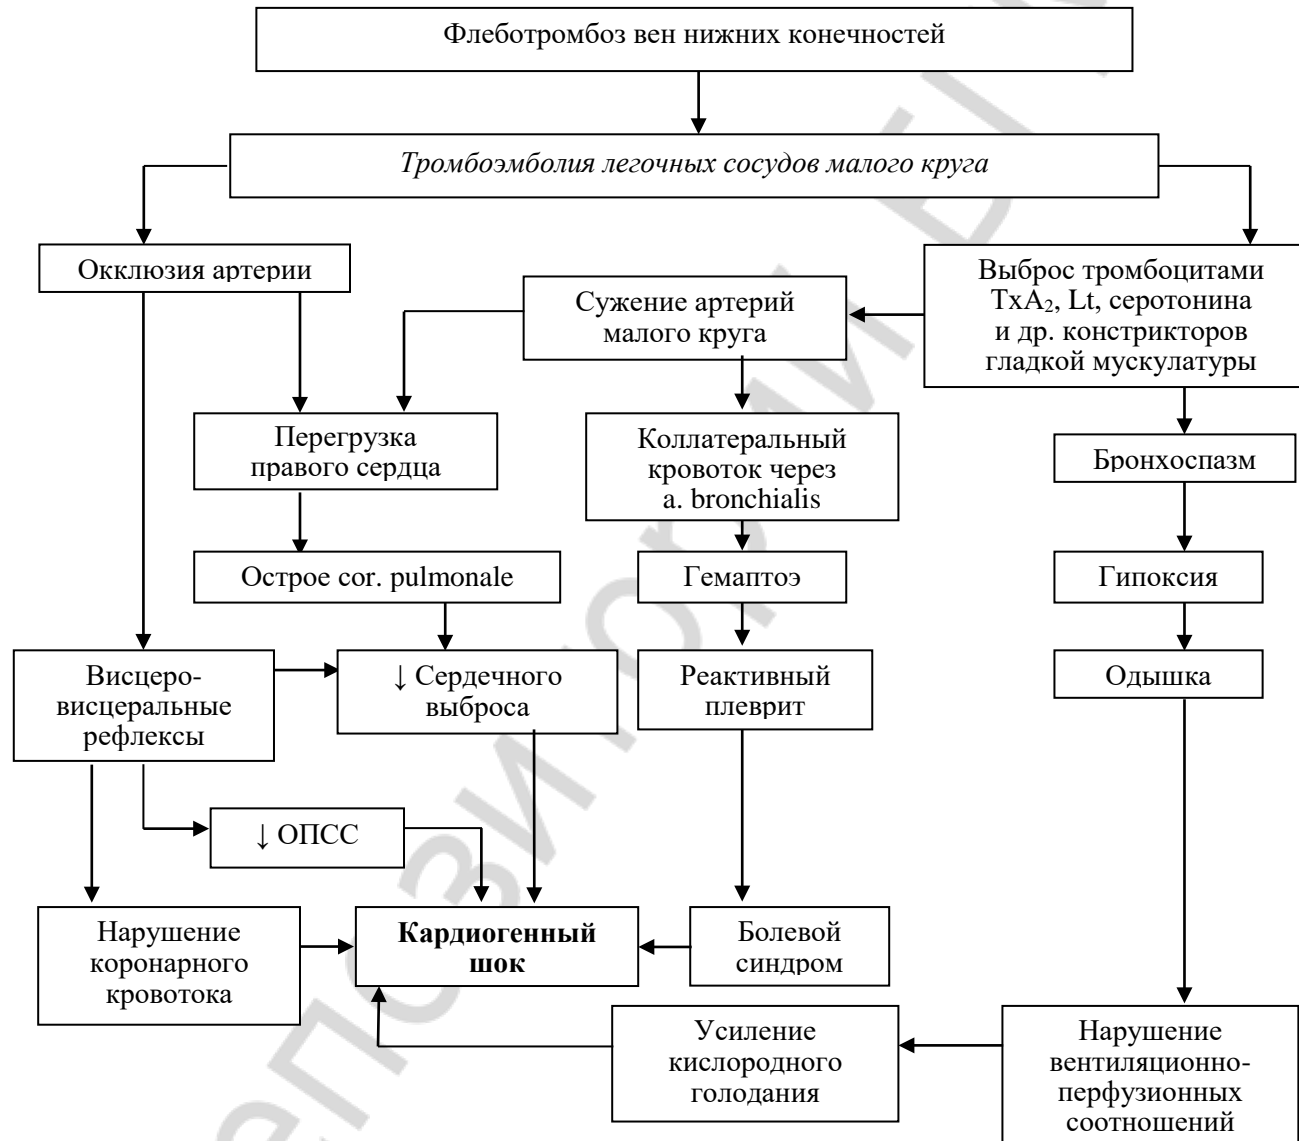 Флеботромбоз вен нижних конечностей
Тромбоэмболия легочных сосудов малого круга
Окклюзия артерии
Сужение артерий
малого круга
Выброс тромбоцитами
TxA₂, Lt, серотонина
и др. констрикторов
гладкой мускулатуры
Перегрузка
правого сердца
Коллатеральный
кровоток через
a. bronchialis
Бронхоспазм
Острое cor. pulmonale
Гемаптоэ
Гипоксия
Висцеро-
висцеральные
рефлексы
↓ Сердечного
выброса
Реактивный
плеврит
Одышка
↓ ОПСС
Нарушение
коронарного
кровотока
Кардиогенный
шок
Болевой
синдром
Усиление
кислородного
голодания
Нарушение
вентиляционно-
перфузионных
соотношений